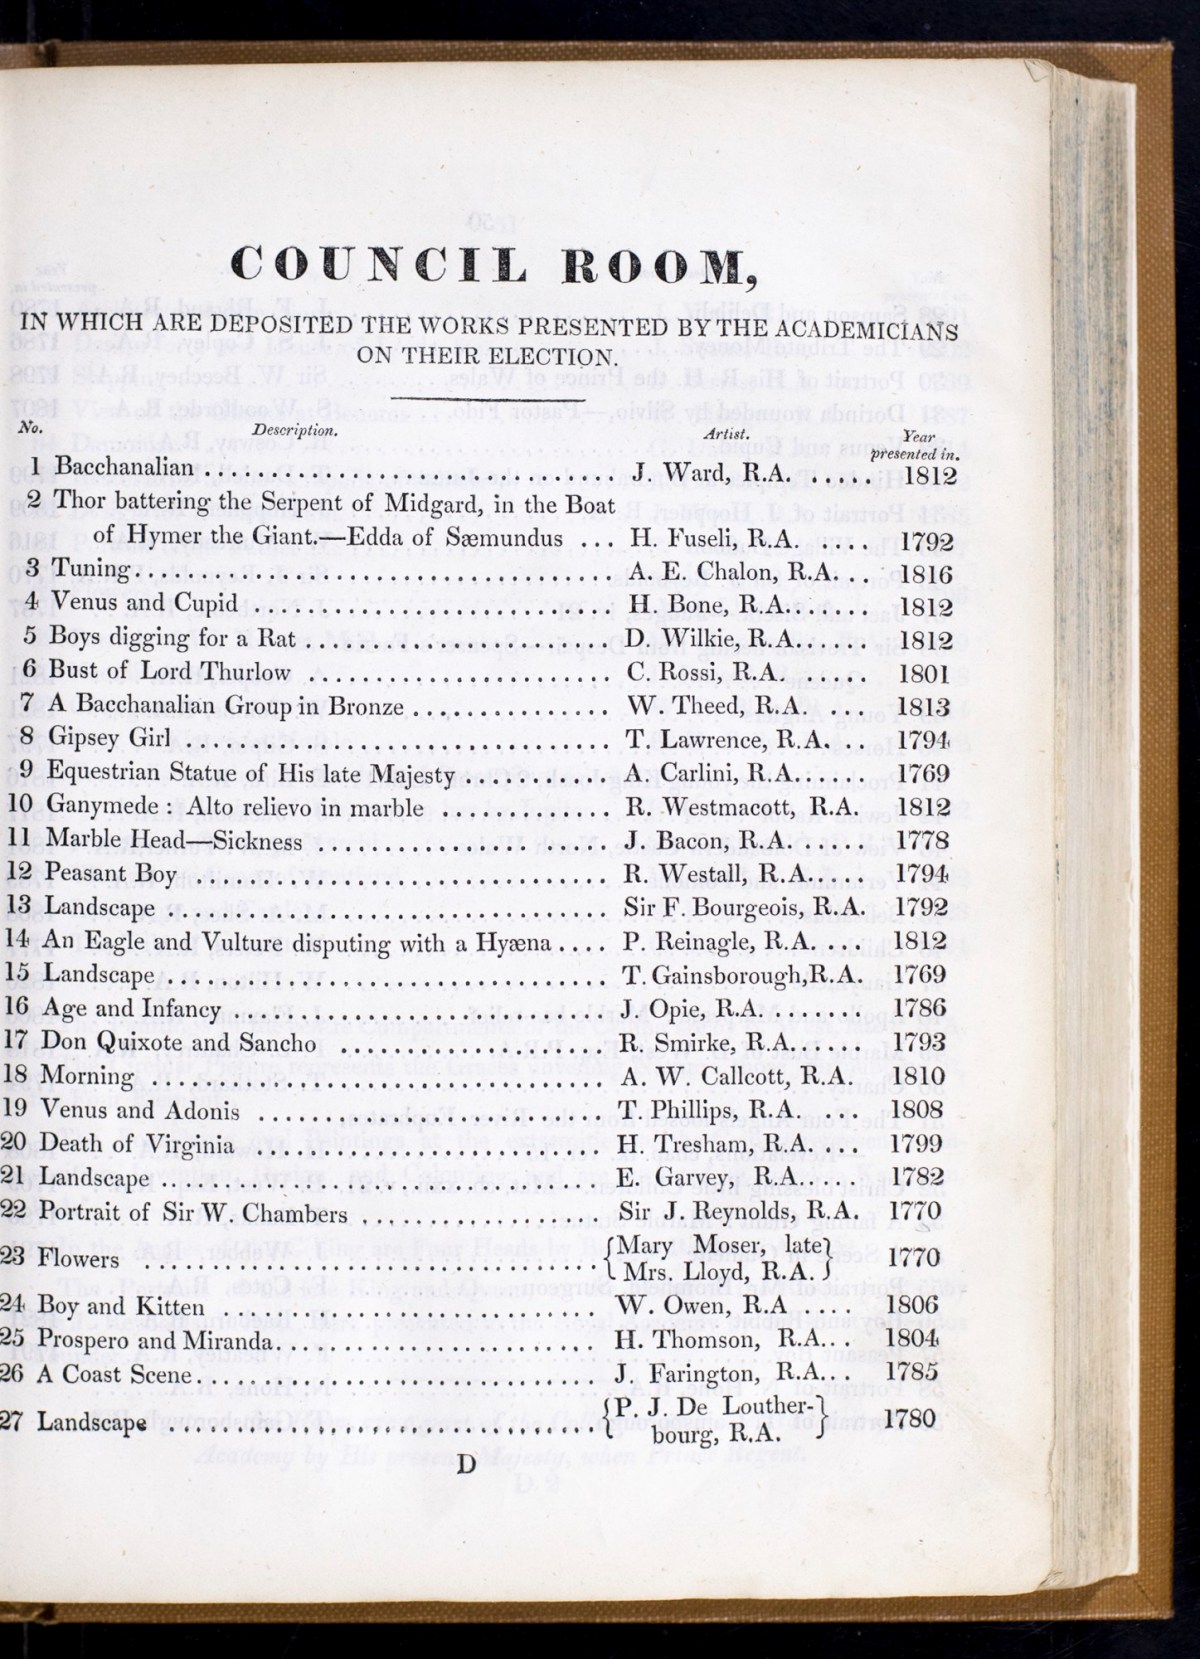 COUNCIL ROOM,
IN WHICH ARE DEPOSITED THE WORKS PRESENTED BY THE ACADEMICIANS
ON THEIR ELECTION.
No. Description. Artist. Year
presented in.
1 Bacchanalian J. Ward, R.A. 1812
2 Thor battering the Serpent of Midgard, in the Boat
of Hymer the Giant.—Edda of Sæmundus H. Fuseli, R.A. 1792
3 Tuning A. E. Chalon, R.A. 1816
4 Venus and Cupid H. Bone, R.A. 1812
5 Boys digging for a Rat D. Wilkie, R.A. 1812
6 Bust of Lord Thurlow C. Rossi, R.A. 1801
7 A Bacchanalian Group in Bronze W. Theed, R.A. 1813
8 Gipsey Girl T. Lawrence, R.A. 1794
9 Equestrian Statue of His late Majesty A. Carlini, R.A. 1769
10 Ganymede : Alto relievo in marble R. Westmacott, R.A. 1812
11 Marble Head—Sickness J. Bacon, R.A. 1778
12 Peasant Boy R. Westall, R.A. 1794
13 Landscape Sir F. Bourgeois, R.A. 1792
14 An Eagle and Vulture disputing with a Hyæna P. Reinagle, R.A. 1812
15 Landscape T. Gainsborough, R.A. 1769
16 Age and Infancy J. Opie, R.A. 1786
17 Don Quixote and Sancho R. Smirke, R.A. 1793
18 Morning A. W Callcott, R.A. 1810
19 Venus and Adonis T. Phillips, R.A. 1808
20 Death of Virginia H. Tresham, R.A. 1799
21 Landscape E. Garvey, R.A. 1782
22 Portrait of Sir W. Chambers Sir J. Reynolds, R.A. 1770
23 Flowers {Mary Moser, late
Mrs. Lloyd, R.A.} 1770
24 Boy and Kitten W. Owen, R.A 1806
25 Prospero and Miranda H. Thomson, R.A. 1804
26 A Coast Scene J. Farington, R.A. 1785
27 Landscape {P. J. De Louther-
bourg, R.A.} 1780
D